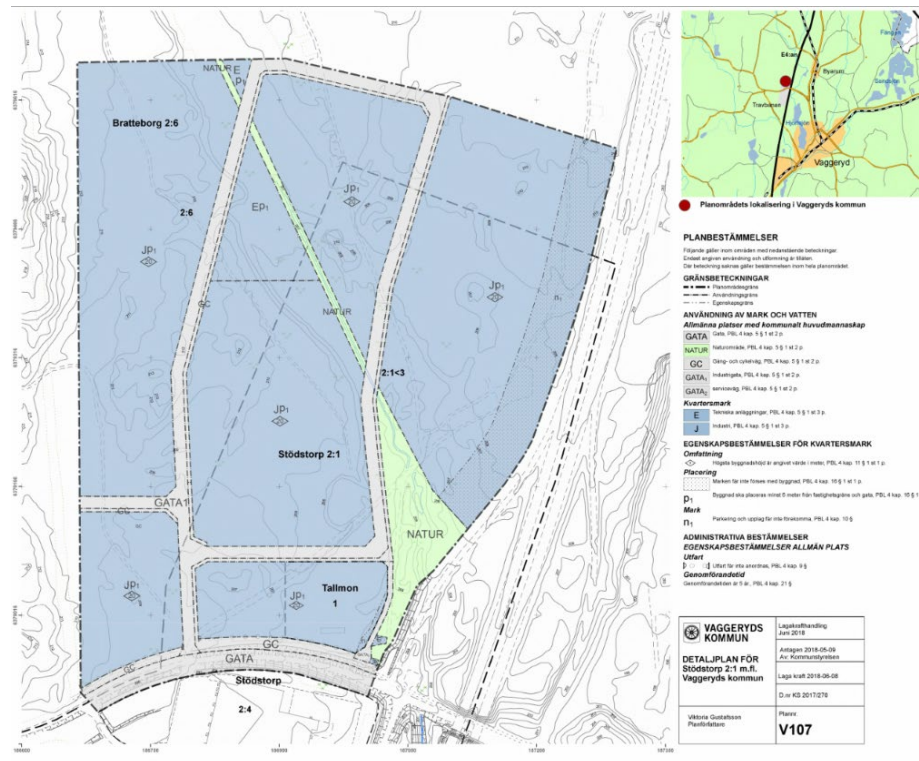 NATUR
E
p1
Bratteborg 2:6
2:6
Jp1
Ep1
Jp1
Jp1
n1
GC
NATUR
2:1<3
Jp1
Stödstorp 2:1
GATA1
GC
NATUR
Jp1
Tallmon
1
Jp1
GC
GC
GATA
Stödstorp
2:4
E4:an
Byarum
Travbanan
Vaggeryd
Planområdets lokalisering i Vaggeryds kommun
PLANBESTÄMMELSER
Följande gäller inom områden med nedanstående beteckningar.
Endast angiven användning och utformning är tillåten.
Där beteckning saknas gäller bestämmelsen inom hela planområdet.
GRÄNSBETECKNINGAR
Planområdesgräns
Användningsgräns
Egenskapsgräns
ANVÄNDNING AV MARK OCH VATTEN
Allmänna platser med kommunalt huvudmannaskap
GATA Gata, PBL 4 kap. 5 § 1 st 2 p.
NATUR Naturområde, PBL 4 kap. 5 § 1 st 2 p.
GC Gång- och cykelväg, PBL 4 kap. 5 § 1 st 2 p.
GATA1 Industrigata, PBL 4 kap. 5 § 1 st 2 p.
GATA2 serviceväg, PBL 4 kap. 5 § 1 st 2 p.
Kvartersmark
E Tekniska anläggningar, PBL 4 kap. 5 § 1 st 3 p.
J Industri, PBL 4 kap. 5 § 1 st 3 p.
EGENSKAPSBESTÄMMELSER FÖR KVARTERSMARK
Omfattning
Högsta byggnadshöjd är angivet värde i meter, PBL 4 kap. 11 § 1 st 1 p.
Placering
Marken får inte förses med byggnad, PBL 4 kap. 16 § 1 st 1 p.
p1 Byggnad ska placeras minst 6 meter från fastighetsgräns och gata, PBL 4 kap. 16 § 1
Mark
n1 Parkering och upplag får inte förekomma, PBL 4 kap. 10 §
ADMINISTRATIVA BESTÄMMELSER
EGENSKAPSBESTÄMMELSER ALLMÄN PLATS
Utfart
Utfart får inte anordnas, PBL 4 kap. 9 §
Genomförandetid
Genomförandetiden är 5 år, PBL 4 kap. 21 §
VAGGERYDS
KOMMUN
Lagakrafthandling
Juni 2018
DETALJPLAN FÖR
Stödstorp 2:1 m.fl.
Vaggeryds kommun
Antagen 2018-05-09
Av: Kommunstyrelsen
Laga kraft 2018-06-08
D.nr KS 2017/270
Viktoria Gustafsson
Planförfattare
Plannr.
V107